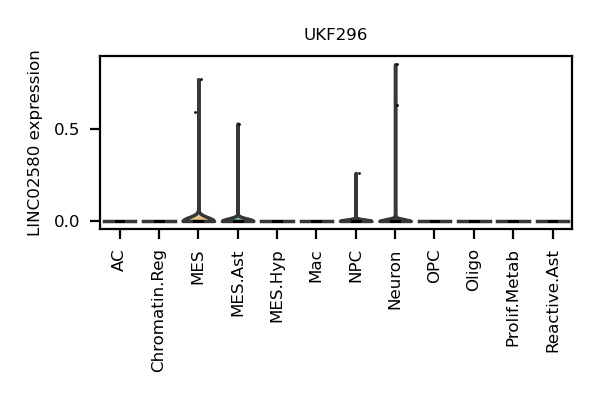 UKF296
LINC02580 expression
0.5
0.0
AC
Chromatin.Reg
MES
MES.Ast
MES.Hyp
Mac
NPC
Neuron
OPC
Oligo
Prolif.Metab
Reactive.Ast